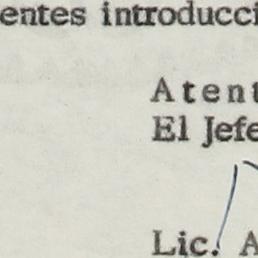 entes introducci
Atent
El Jefe
Lic. A